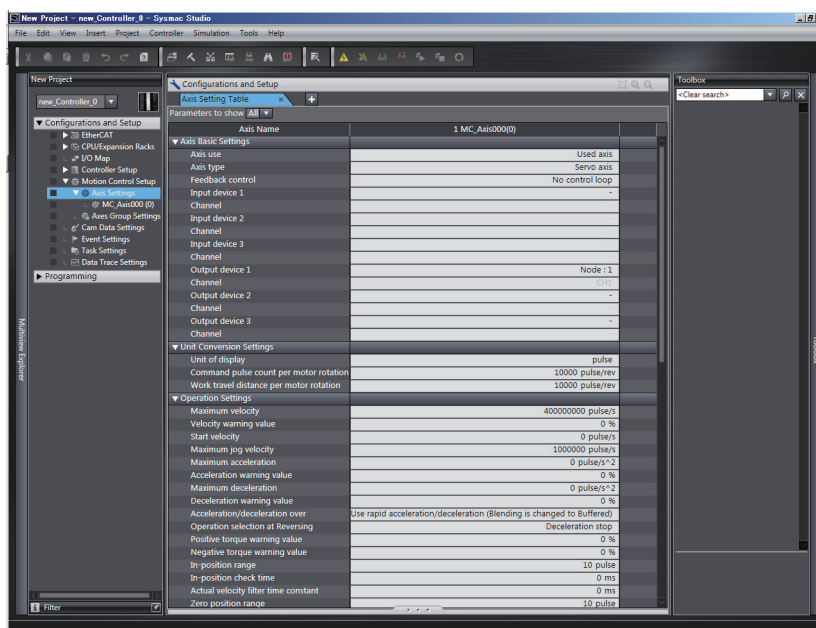 New Project - new_Controller_0 - Sysmac Studio
File Edit View Insert Project Controller Simulation Tools Help
New Project
new_Controller_0
Configurations and Setup
EtherCAT
CPU/Expansion Racks
I/O Map
Controller Setup
Motion Control Setup
Axis Settings
MC_Axis000 (0)
Axes Group Settings
Cam Data Settings
Event Settings
Task Settings
Data Trace Settings
Programming
Filter
Multiview Explorer
Configurations and Setup
Axis Setting Table
Parameters to show All
Axis Name 1 MC_Axis000(0)
Axis Basic Settings
Axis use Used axis
Axis type Servo axis
Feedback control No control loop
Input device 1 -
Channel -
Input device 2 -
Channel -
Input device 3 -
Channel -
Output device 1 Node : 1
Channel CH1
Output device 2 -
Channel -
Output device 3 -
Channel -
Unit Conversion Settings
Unit of display pulse
Command pulse count per motor rotation 10000 pulse/rev
Work travel distance per motor rotation 10000 pulse/rev
Operation Settings
Maximum velocity 400000000 pulse/s
Velocity warning value 0 %
Start velocity 0 pulse/s
Maximum jog velocity 1000000 pulse/s
Maximum acceleration 0 pulse/s^2
Acceleration warning value 0 %
Maximum deceleration 0 pulse/s^2
Deceleration warning value 0 %
Acceleration/deceleration over Use rapid acceleration/deceleration (Blending is changed to Buffered)
Operation selection at Reversing Deceleration stop
Positive torque warning value 0 %
Negative torque warning value 0 %
In-position range 10 pulse
In-position check time 0 ms
Actual velocity filter time constant 0 ms
Zero position range 10 pulse
Toolbox
<Clear search>